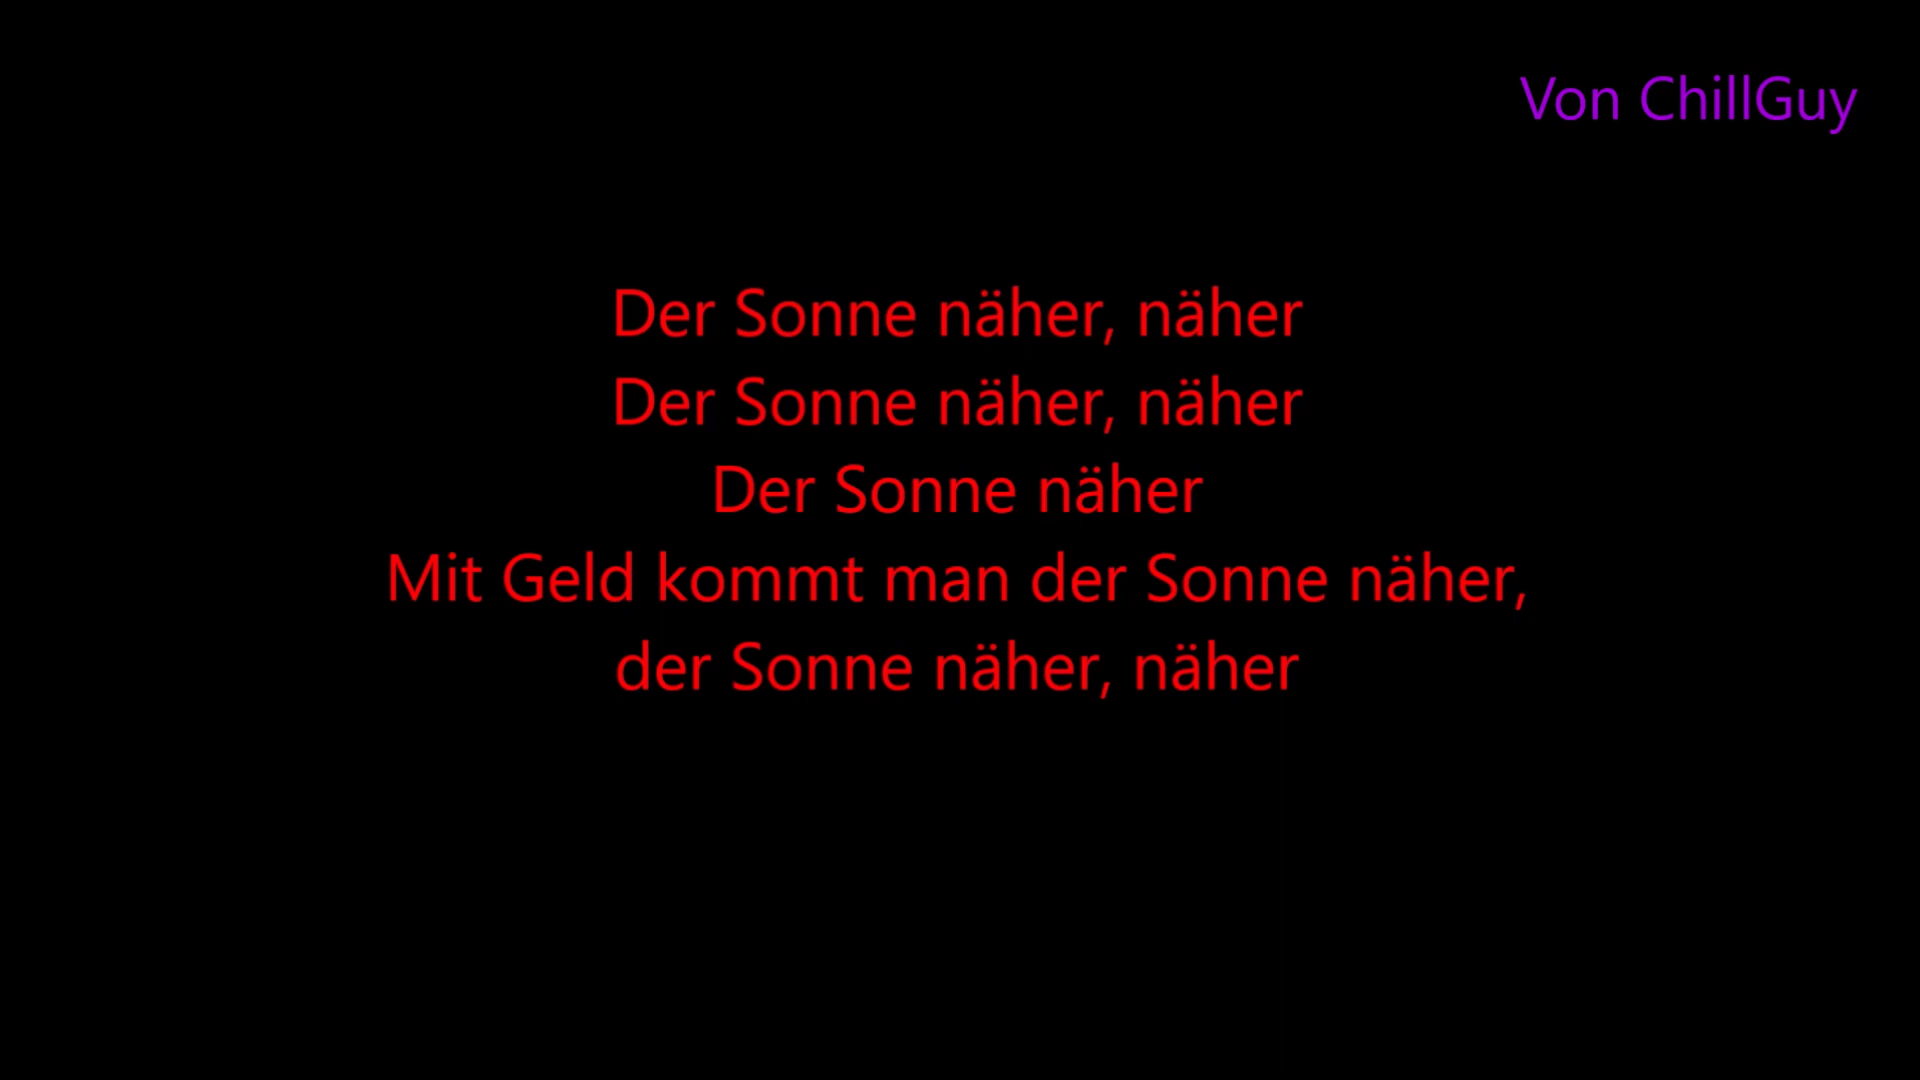 Von ChillGuy
Der Sonne näher, näher
Der Sonne näher, näher
Der Sonne näher
Mit Geld kommt man der Sonne näher,
der Sonne näher, näher